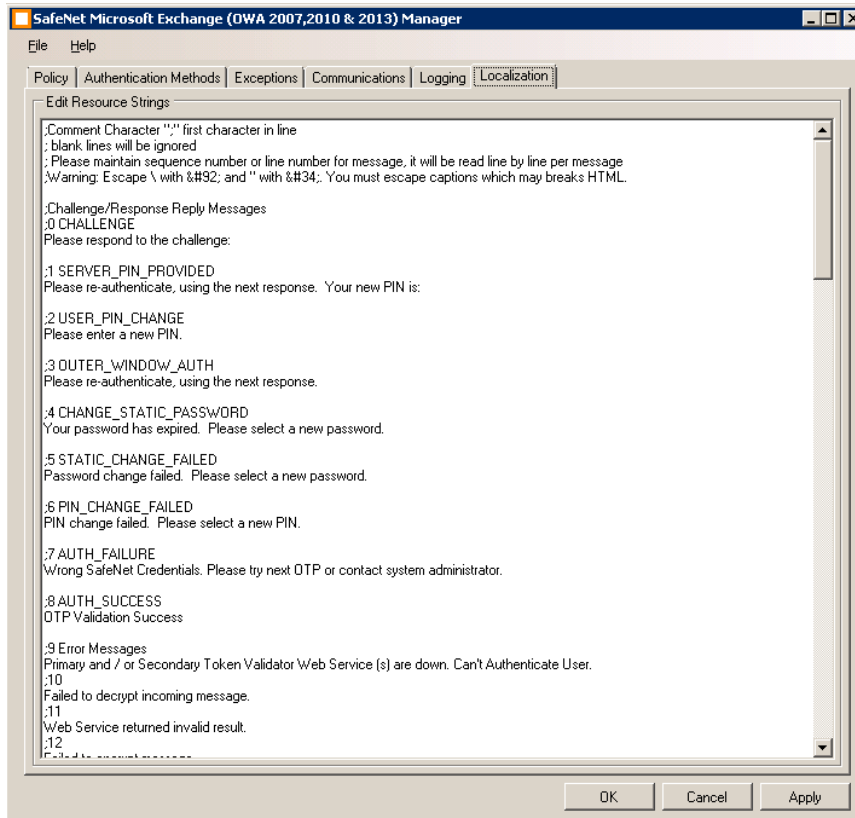 SafeNet Microsoft Exchange (OWA 2007,2010 & 2013) Manager
File Help
Policy Authentication Methods Exceptions Communications Logging Localization
Edit Resource Strings
;Comment Character ";" first character in line
; blank lines will be ignored
; Please maintain sequence number or line number for message, it will be read line by line per message
;Warning: Escape \ with &#92; and " with &#34;. You must escape captions which may breaks HTML.
;Challenge/Response Reply Messages
;0 CHALLENGE
Please respond to the challenge:
;1 SERVER_PIN_PROVIDED
Please re-authenticate, using the next response.  Your new PIN is:
;2 USER_PIN_CHANGE
Please enter a new PIN.
;3 OUTER_WINDOW_AUTH
Please re-authenticate, using the next response.
;4 CHANGE_STATIC_PASSWORD
Your password has expired.  Please select a new password.
;5 STATIC_CHANGE_FAILED
Password change failed.  Please select a new password.
;6 PIN_CHANGE_FAILED
PIN change failed.  Please select a new PIN.
;7 AUTH_FAILURE
Wrong SafeNet Credentials. Please try next OTP or contact system administrator.
;8 AUTH_SUCCESS
OTP Validation Success
;9 Error Messages
Primary and / or Secondary Token Validator Web Service (s) are down. Can't Authenticate User.
;10
Failed to decrypt incoming message.
;11
Web Service returned invalid result.
;12
OK Cancel Apply